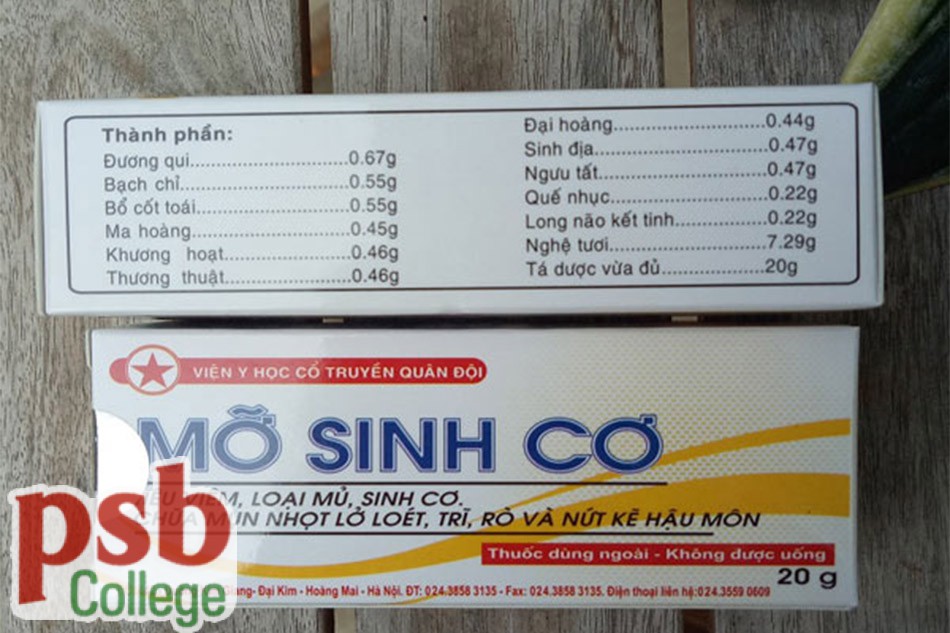 Thành phần:
Đương qui..........................0.67g
Bạch chỉ............................0.55g
Bổ cốt toái.........................0.55g
Ma hoàng...........................0.45g
Khương hoạt.....................0.46g
Thương thuật....................0.46g
Đại hoàng..........................0.44g
Sinh địa..............................0.47g
Ngưu tất............................0.47g
Quế nhục...........................0.22g
Long não kết tinh...............0.22g
Nghệ tươi..........................7.29g
Tá dược vừa đủ.................20g
VIỆN Y HỌC CỔ TRUYỀN QUÂN ĐỘI
MỠ SINH CƠ
VIÊM, LOẠI MỦ, SINH CƠ.
CHỮA MỤN NHỌT LỞ LOÉT, TRĨ, RÒ VÀ NỨT KẼ HẬU MÔN
Thuốc dùng ngoài - Không được uống
20 g
Giang- Đại Kim - Hoàng Mai - Hà Nội. ĐT: 024.3858 3135 - Fax: 024.3858 3135. Điện thoại liên hệ:024.3559 0609
psb
College